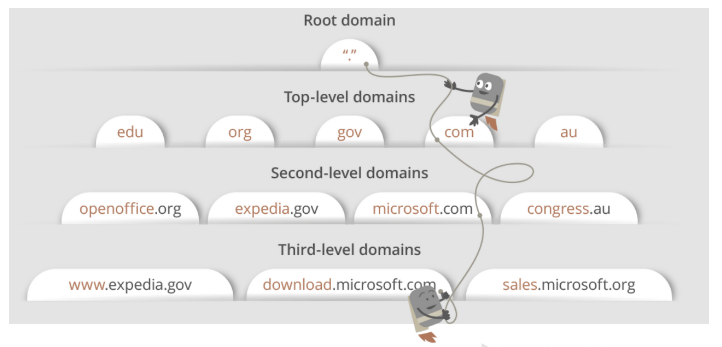 Root domain
"."
Top-level domains
edu org gov com au
Second-level domains
openoffice.org expedia.gov microsoft.com congress.au
Third-level domains
www.expedia.gov download.microsoft.com sales.microsoft.org